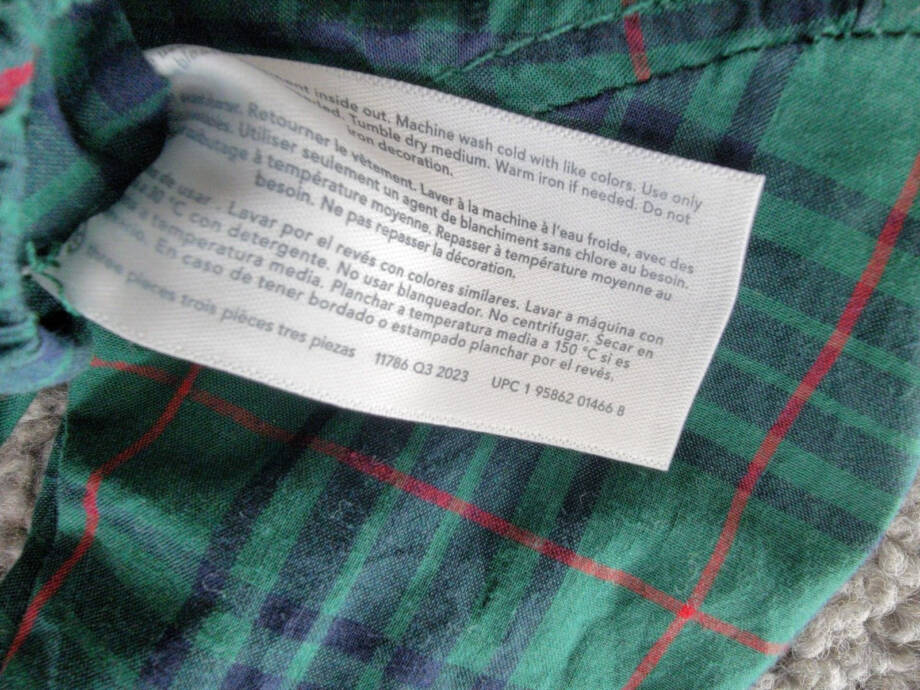 inside out. Machine wash cold with like colors. Use only
Tumble dry medium. Warm iron if needed. Do not
iron decoration.
Retourner le vêtement. Laver à la machine à l'eau froide, avec des
Utiliser seulement un agent de blanchiment sans chlore au besoin.
à température moyenne. Repasser à température moyenne au
besoin. Ne pas repasser la décoration.
de usar. Lavar por el revés con colores similares. Lavar a máquina con
a 30 °C con detergente. No usar blanqueador. No centrifugar. Secar en
a temperatura media. Planchar a temperatura media a 150 °C si es
En caso de tener bordado o estampado planchar por el revés.
three pieces trois pièces tres piezas 11786 Q3 2023 UPC 1 95862 01466 8